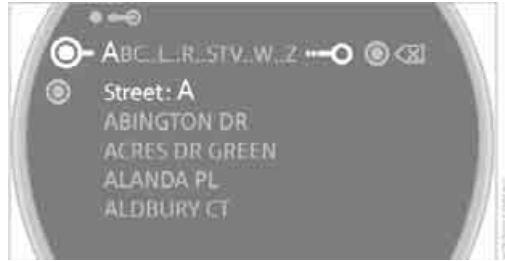 ABC..L..R..STV..W..Z
Street: A
ABINGTON DR
ACRES DR GREEN
ALANDA PL
ALDBURY CT